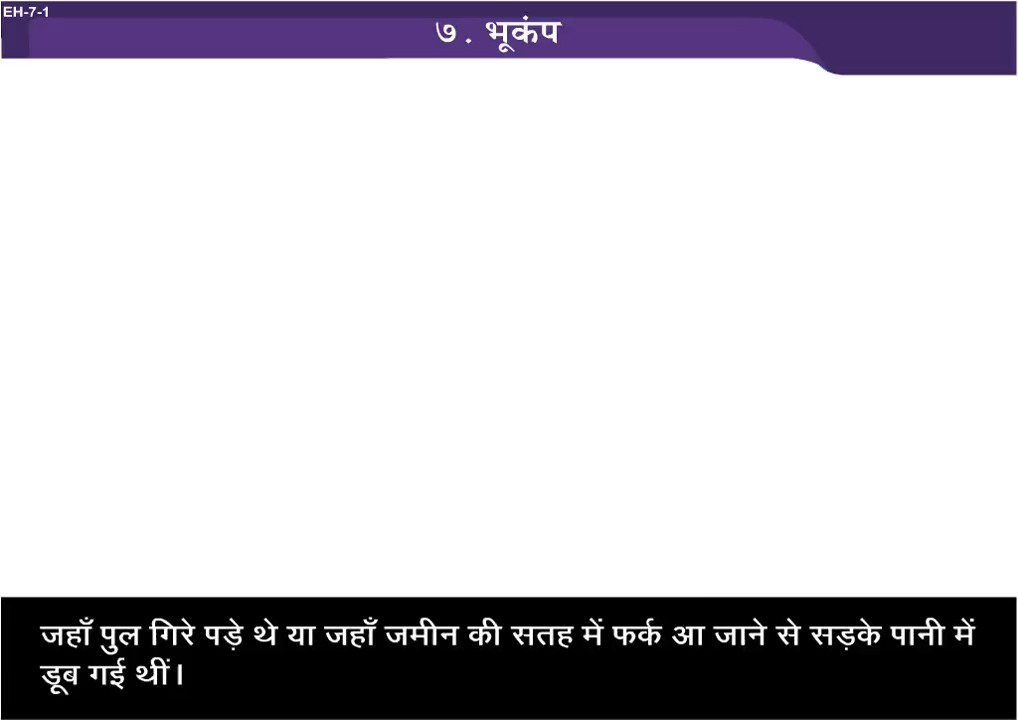 EH-7-1
७. भूकंप
जहाँ पुल गिरे पड़े थे या जहाँ जमीन की सतह में फर्क आ जाने से सड़के पानी में
डूब गई थीं।